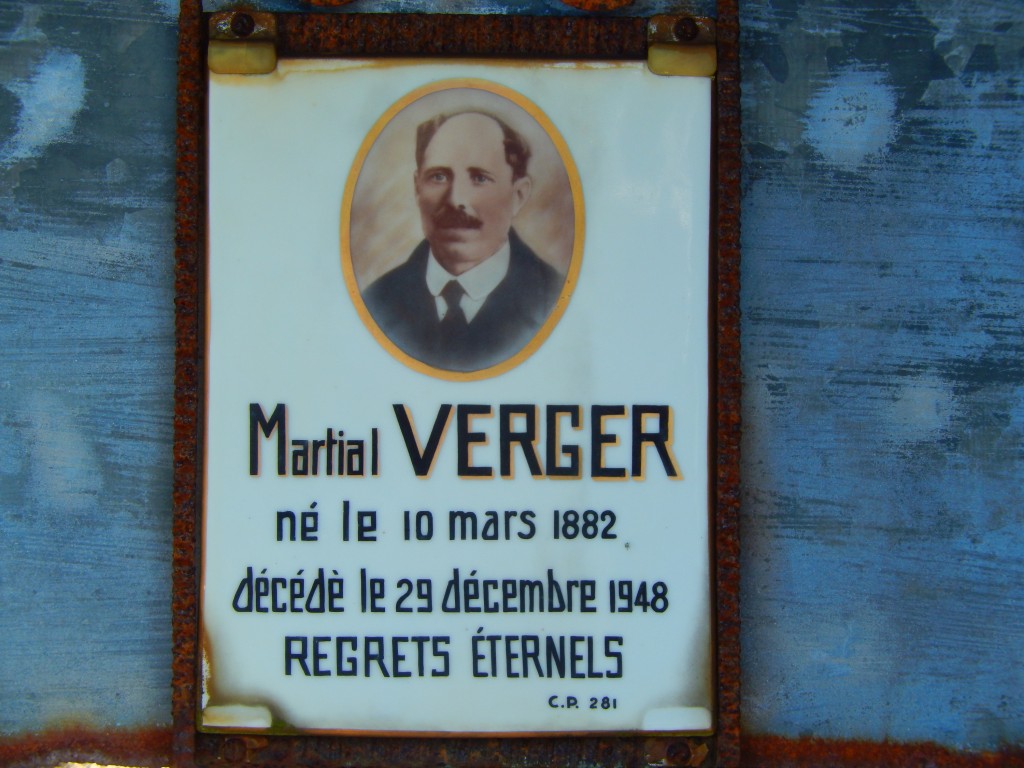 Martial VERGER
né le 10 mars 1882
décédè le 29 décembre 1948
REGRETS ÉTERNELS
C.P. 281